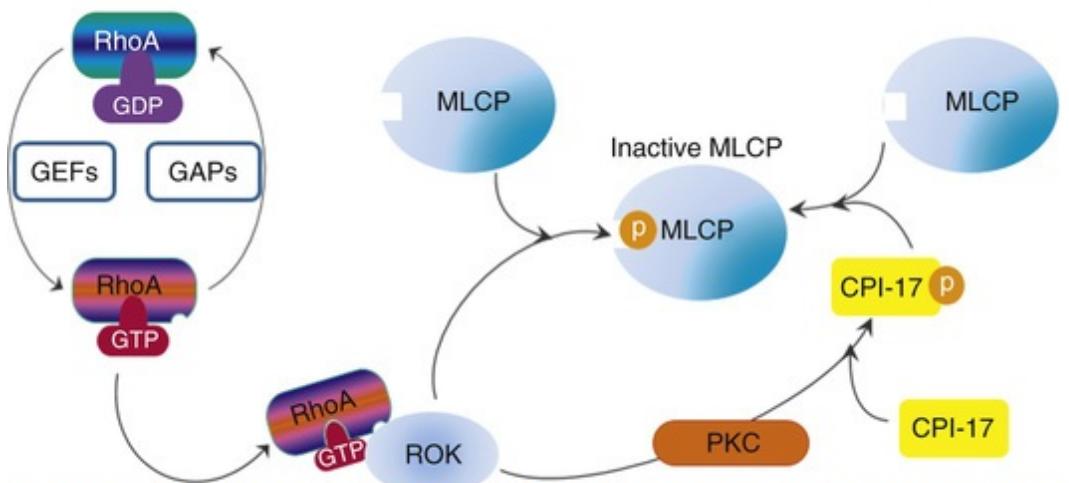 RhoA
GDP
GEFs
GAPs
RhoA
GTP
MLCP
Inactive MLCP
p MLCP
MLCP
CPI-17 p
RhoA
GTP
ROK
PKC
CPI-17